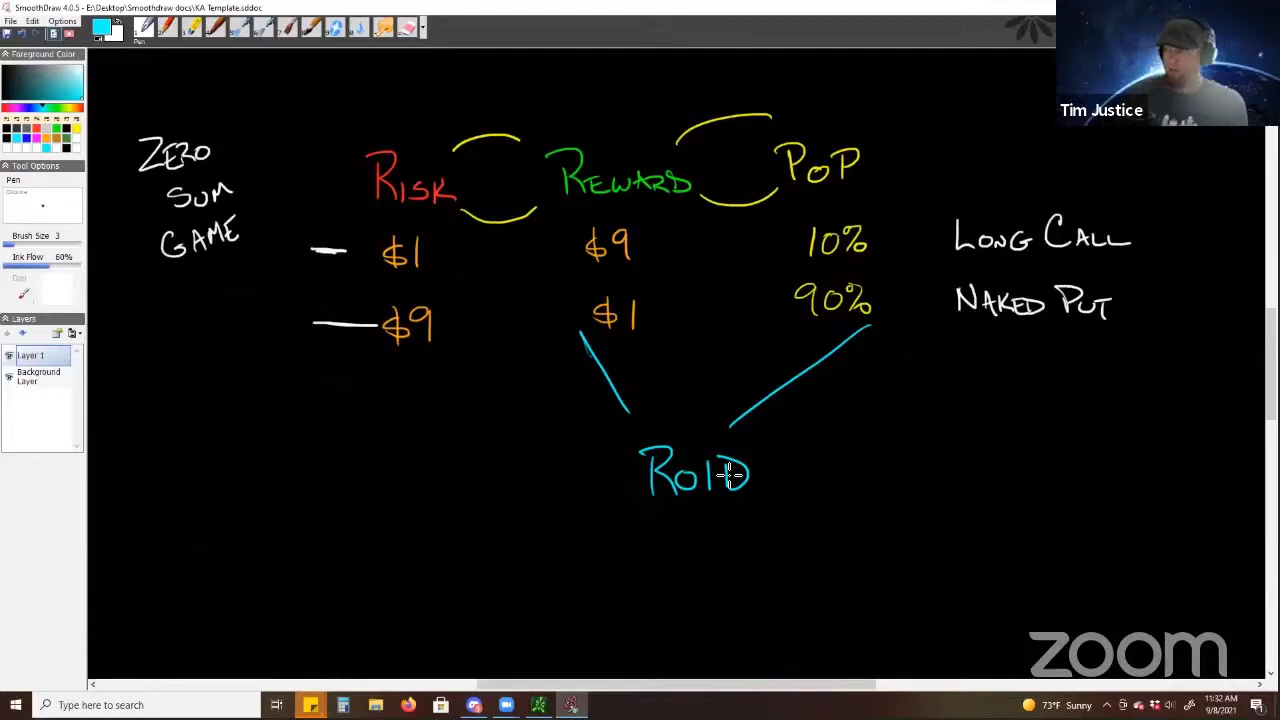 SmoothDraw 4.0.5 - E:\Desktop\Smoothdraw docs\KA Template.sddoc
File Edit Options
Pen
Foreground Color
Tool Options
Pen
Brush Size 3
Ink Flow 60%
Layers
Layer 1
Background Layer
Tim Justice
ZERO SUM GAME
RISK REWARD POP
$1 $9 10% LONG CALL
$9 $1 90% NAKED PUT
ROID
zoom
Type here to search
73°F Sunny
11:32 AM
9/8/2021